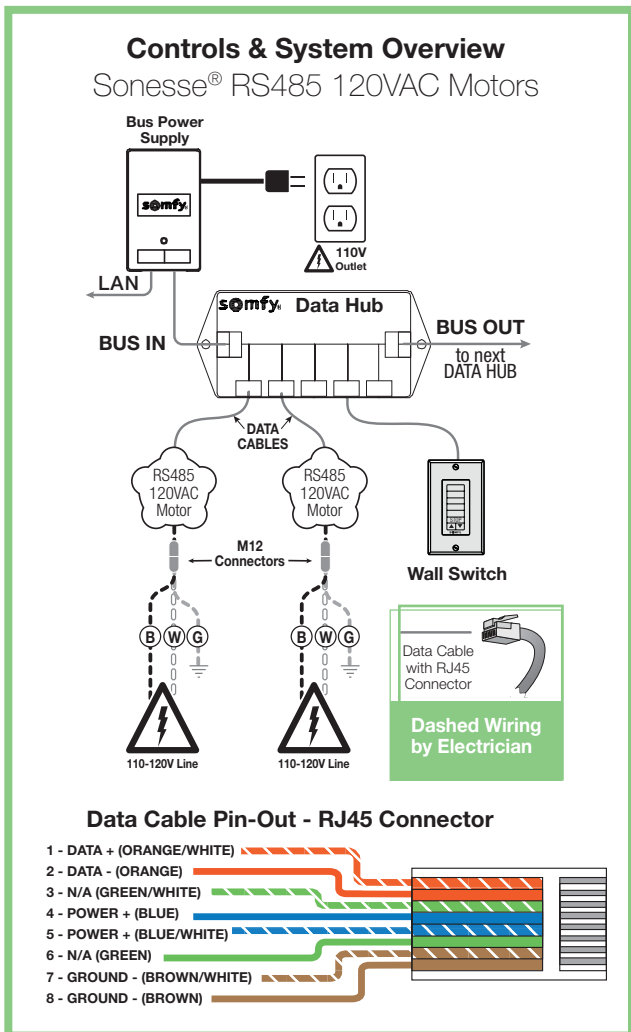 Controls & System Overview
Sonesse® RS485 120VAC Motors
Bus Power
Supply
somfy.
110V
Outlet
LAN
somfy.
Data Hub
BUS IN
BUS OUT
to next
DATA HUB
DATA
CABLES
RS485
120VAC
Motor
RS485
120VAC
Motor
STOP
M12
Connectors
Wall Switch
B W G
B W G
Data Cable
with RJ45
Connector
Dashed Wiring
by Electrician
110-120V Line
110-120V Line
Data Cable Pin-Out - RJ45 Connector
1 - DATA + (ORANGE/WHITE)
2 - DATA - (ORANGE)
3 - N/A (GREEN/WHITE)
4 - POWER + (BLUE)
5 - POWER + (BLUE/WHITE)
6 - N/A (GREEN)
7 - GROUND - (BROWN/WHITE)
8 - GROUND - (BROWN)